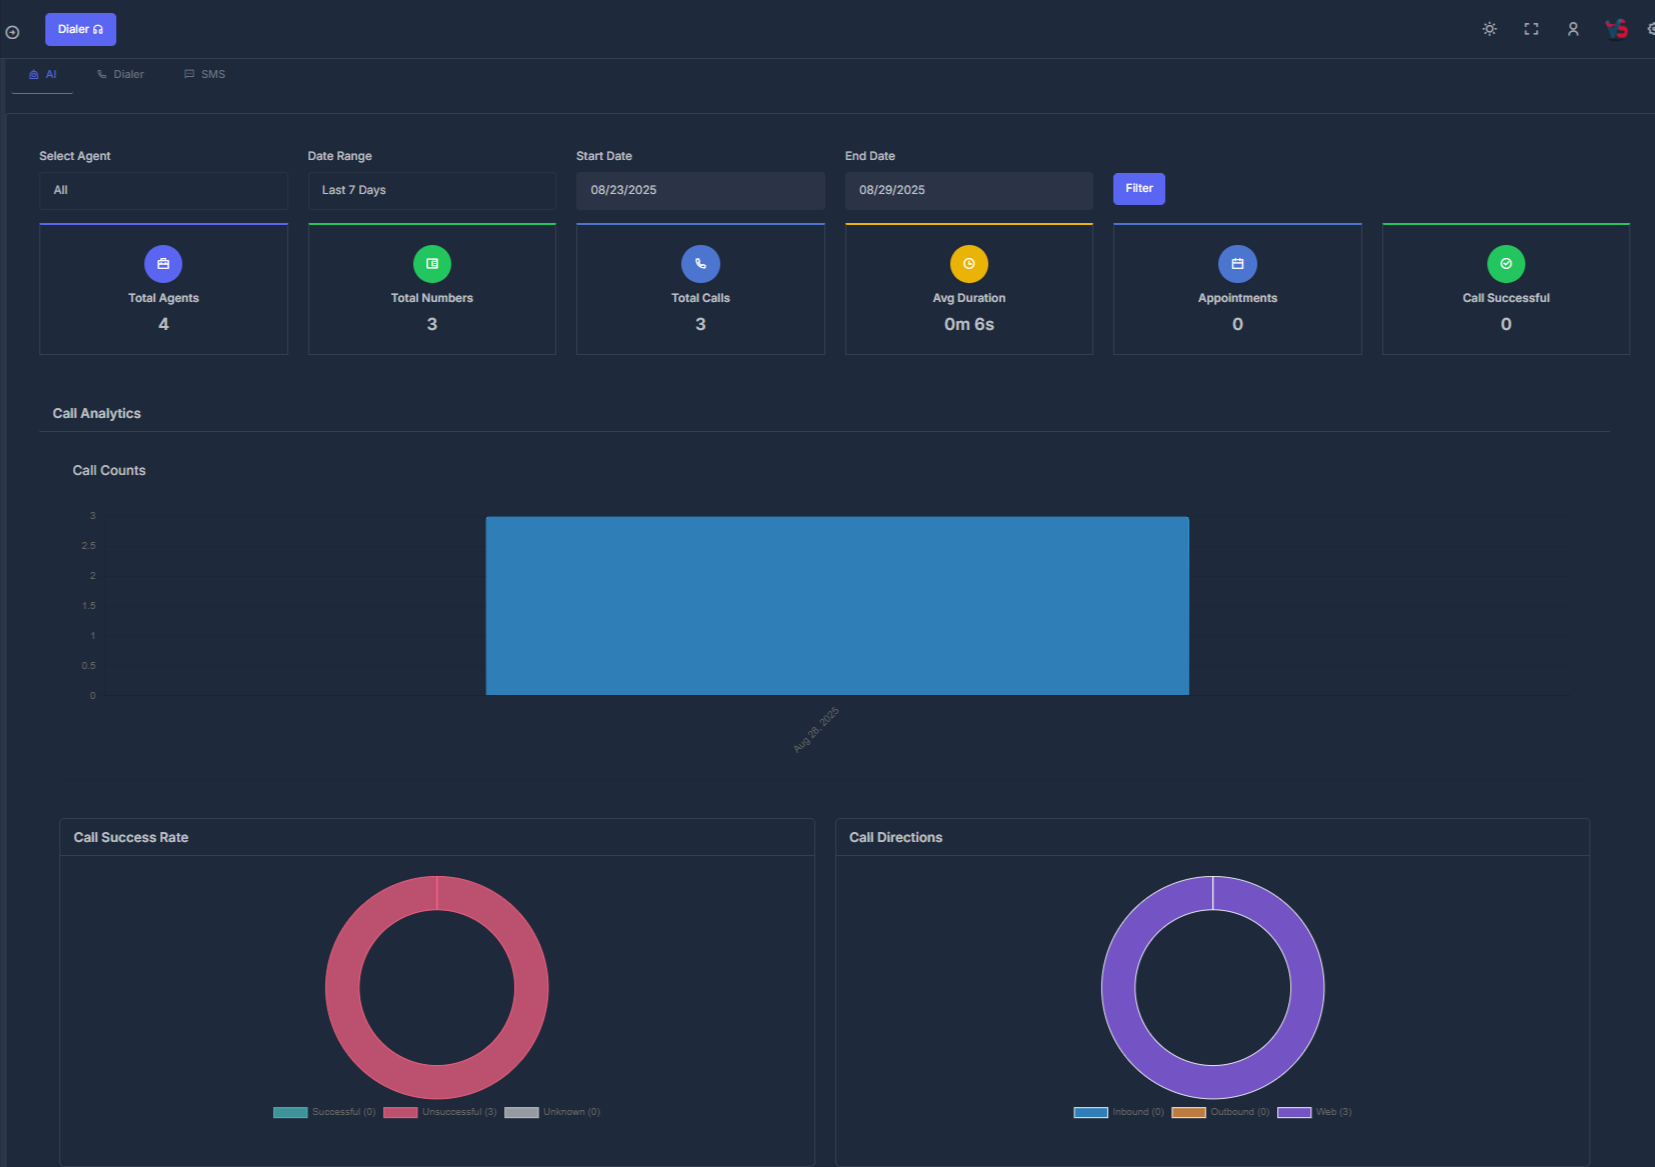 Dialer
AI
Dialer
SMS
Select Agent
Date Range
Start Date
End Date
All
Last 7 Days
08/23/2025
08/29/2025
Filter
Total Agents
4
Total Numbers
3
Total Calls
3
Avg Duration
0m 6s
Appointments
0
Call Successful
0
Call Analytics
Call Counts
3
2.5
2
1.5
1
0.5
0
Aug 28, 2025
Call Success Rate
Successful (0)
Unsuccessful (3)
Unknown (0)
Call Directions
Inbound (0)
Outbound (0)
Web (3)